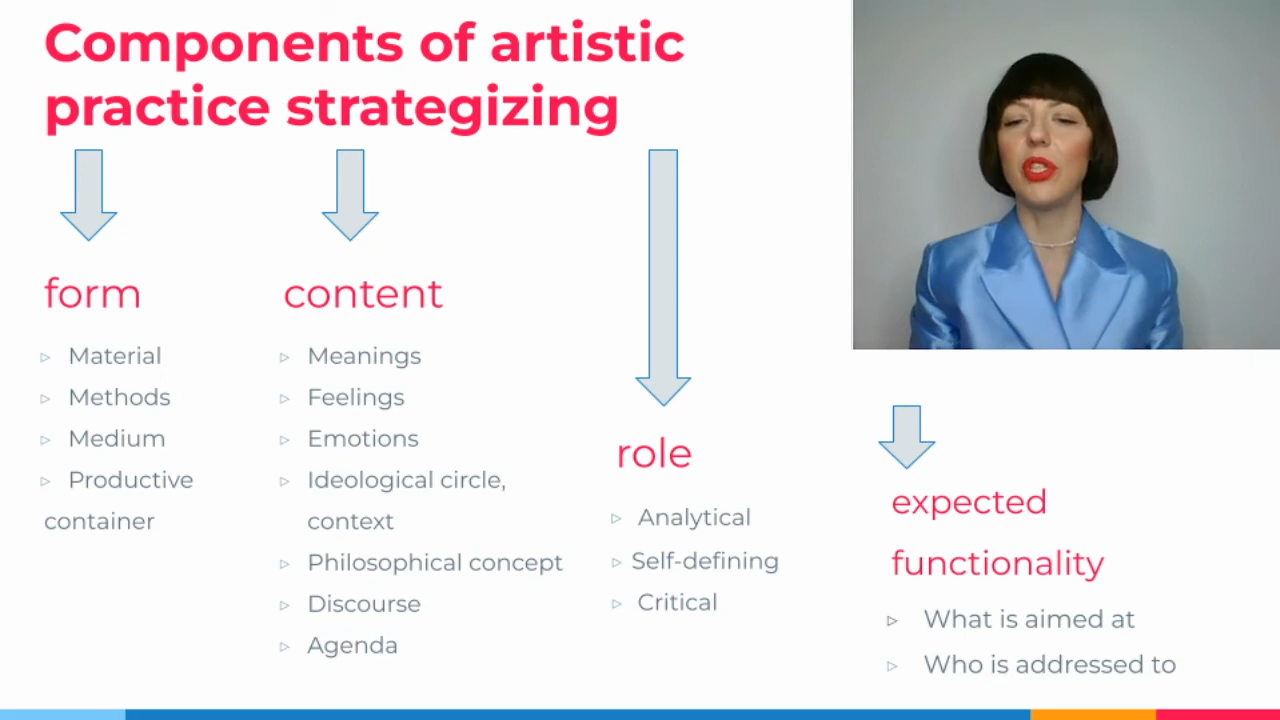 Components of artistic
practice strategizing
form
Material
Methods
Medium
Productive
container
content
Meanings
Feelings
Emotions
Ideological circle,
context
Philosophical concept
Discourse
Agenda
role
Analytical
Self-defining
Critical
expected
functionality
What is aimed at
Who is addressed to